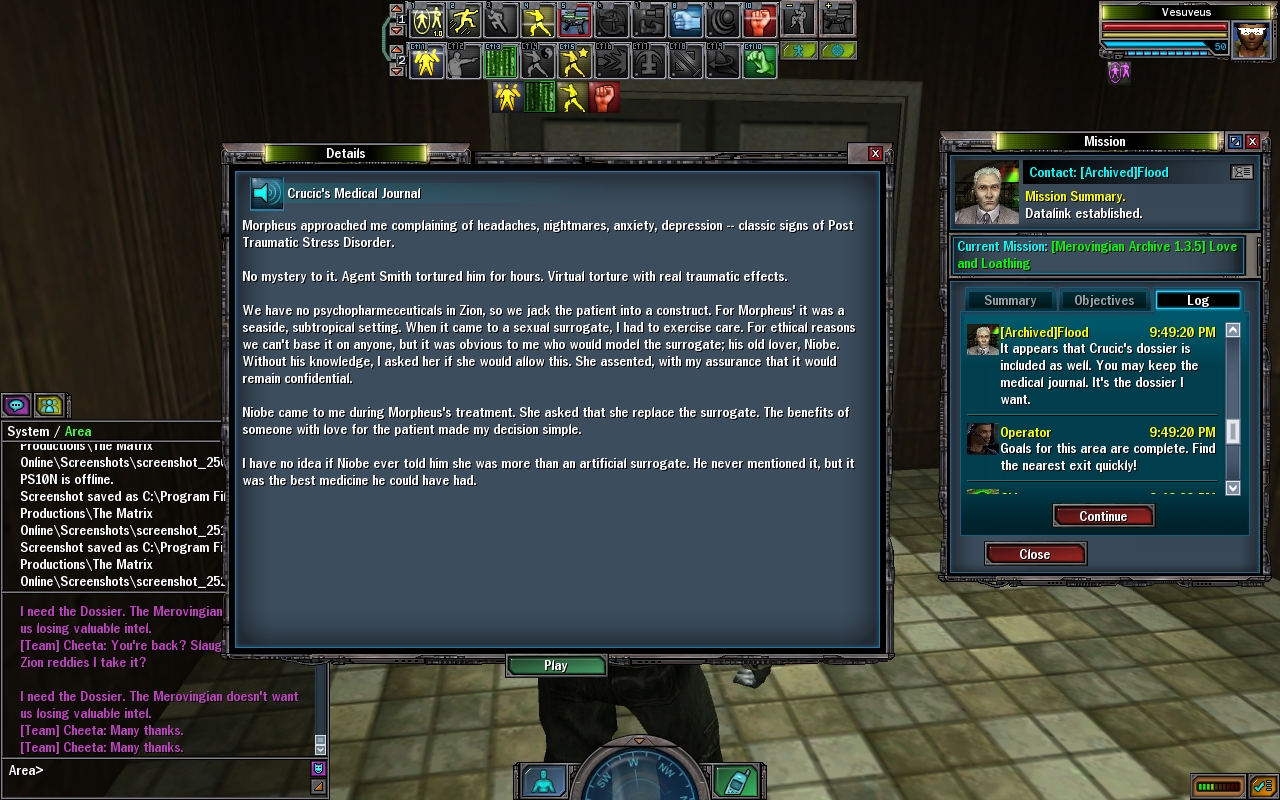 Vesuveus
50
1
2
1.0
Details
Crucic's Medical Journal
Morpheus approached me complaining of headaches, nightmares, anxiety, depression -- classic signs of Post
Traumatic Stress Disorder.
No mystery to it. Agent Smith tortured him for hours. Virtual torture with real traumatic effects.
We have no psychopharmeceuticals in Zion, so we jack the patient into a construct. For Morpheus' it was a
seaside, subtropical setting. When it came to a sexual surrogate, I had to exercise care. For ethical reasons
we can't base it on anyone, but it was obvious to me who would model the surrogate; his old lover, Niobe.
Without his knowledge, I asked her if she would allow this. She assented, with my assurance that it would
remain confidential.
Niobe came to me during Morpheus's treatment. She asked that she replace the surrogate. The benefits of
someone with love for the patient made my decision simple.
I have no idea if Niobe ever told him she was more than an artificial surrogate. He never mentioned it, but it
was the best medicine he could have had.
Play
Mission
Contact: [Archived]Flood
Mission Summary.
Datalink established.
Current Mission: [Merovingian Archive 1.3.5] Love
and Loathing
Summary
Objectives
Log
[Archived]Flood 9:49:20 PM
It appears that Crucic's dossier is
included as well. You may keep the
medical journal. It's the dossier I
want.
Operator 9:49:20 PM
Goals for this area are complete. Find
the nearest exit quickly!
Continue
Close
System / Area
Productions\The Matrix
Online\Screenshots\screenshot_25
PS10N is offline.
Screenshot saved as C:\Program Fi
Productions\The Matrix
Online\Screenshots\screenshot_25
Screenshot saved as C:\Program Fi
Productions\The Matrix
Online\Screenshots\screenshot_25
I need the Dossier. The Merovingian
us losing valuable intel.
[Team] Cheeta: You're back? Slaug
Zion reddies I take it?
I need the Dossier. The Merovingian doesn't want
us losing valuable intel.
[Team] Cheeta: Many thanks.
[Team] Cheeta: Many thanks.
Area>
SW
W
NW